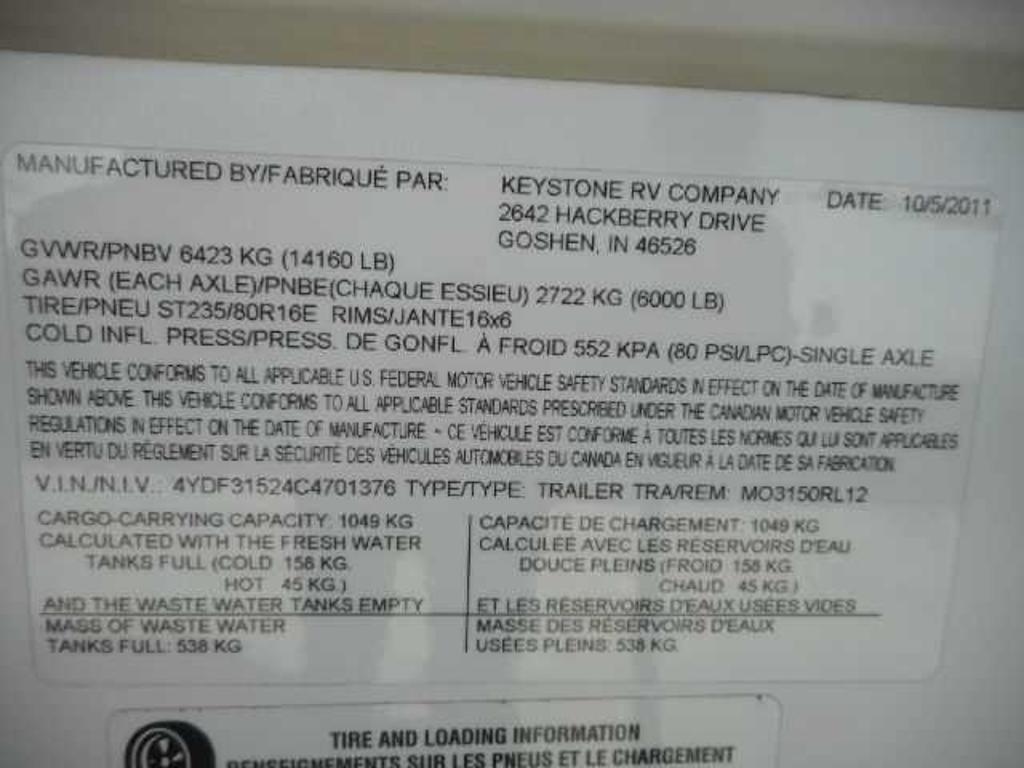 MANUFACTURED BY/FABRIQUÉ PAR: KEYSTONE RV COMPANY DATE: 10/5/2011
2642 HACKBERRY DRIVE
GOSHEN, IN 46526
GVWR/PNBV 6423 KG (14160 LB)
GAWR (EACH AXLE)/PNBE(CHAQUE ESSIEU) 2722 KG (6000 LB)
TIRE/PNEU ST235/80R16E RIMS/JANTE16x6
COLD INFL. PRESS/PRESS. DE GONFL. À FROID 552 KPA (80 PSI/LPC)-SINGLE AXLE
THIS VEHICLE CONFORMS TO ALL APPLICABLE U.S. FEDERAL MOTOR VEHICLE SAFETY STANDARDS IN EFFECT ON THE DATE OF MANUFACTURE
SHOWN ABOVE. THIS VEHICLE CONFORMS TO ALL APPLICABLE STANDARDS PRESCRIBED UNDER THE CANADIAN MOTOR VEHICLE SAFETY
REGULATIONS IN EFFECT ON THE DATE OF MANUFACTURE. - CE VÉHICULE EST CONFORME À TOUTES LES NORMES QUI LUI SONT APPLICABLES
EN VERTU DU RÈGLEMENT SUR LA SÉCURITÉ DES VÉHICULES AUTOMOBILES DU CANADA EN VIGUEUR À LA DATE DE SA FABRICATION.
V.I.N./N.I.V.: 4YDF31524C4701376 TYPE/TYPE: TRAILER TRA/REM: MO3150RL12
CARGO-CARRYING CAPACITY: 1049 KG
CALCULATED WITH THE FRESH WATER
TANKS FULL (COLD 158 KG.
HOT 45 KG.)
AND THE WASTE WATER TANKS EMPTY
MASS OF WASTE WATER
TANKS FULL: 538 KG
CAPACITÉ DE CHARGEMENT: 1049 KG
CALCULÉE AVEC LES RÉSERVOIRS D'EAU
DOUCE PLEINS (FROID 158 KG.
CHAUD 45 KG.)
ET LES RÉSERVOIRS D'EAUX USÉES VIDES
MASSE DES RÉSERVOIRS D'EAUX
USÉES PLEINS: 538 KG
TIRE AND LOADING INFORMATION
RENSEIGNEMENTS SUR LES PNEUS ET LE CHARGEMENT